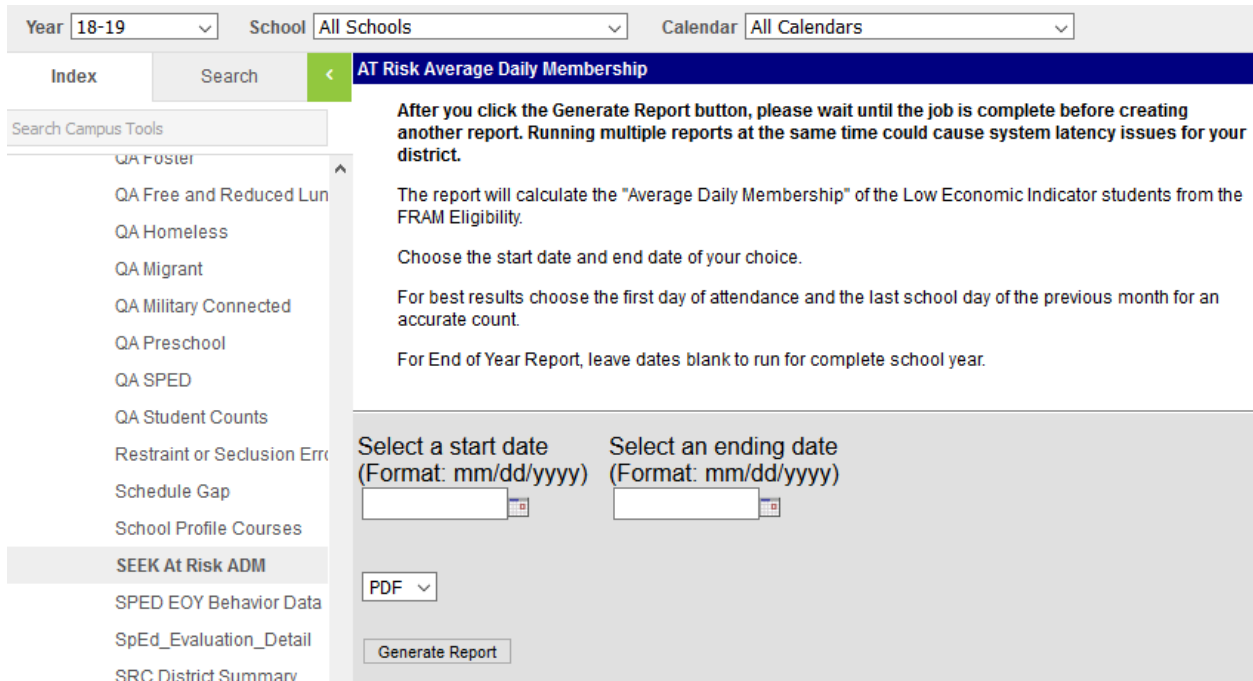 Year 18-19 School All Schools Calendar All Calendars
Index Search
Search Campus Tools
QA Foster
QA Free and Reduced Lun
QA Homeless
QA Migrant
QA Military Connected
QA Preschool
QA SPED
QA Student Counts
Restraint or Seclusion Erro
Schedule Gap
School Profile Courses
SEEK At Risk ADM
SPED EOY Behavior Data
SpEd_Evaluation_Detail
SRC District Summary
AT Risk Average Daily Membership
After you click the Generate Report button, please wait until the job is complete before creating
another report. Running multiple reports at the same time could cause system latency issues for your
district.
The report will calculate the "Average Daily Membership" of the Low Economic Indicator students from the
FRAM Eligibility.
Choose the start date and end date of your choice.
For best results choose the first day of attendance and the last school day of the previous month for an
accurate count.
For End of Year Report, leave dates blank to run for complete school year.
Select a start date
(Format: mm/dd/yyyy)
Select an ending date
(Format: mm/dd/yyyy)
PDF
Generate Report